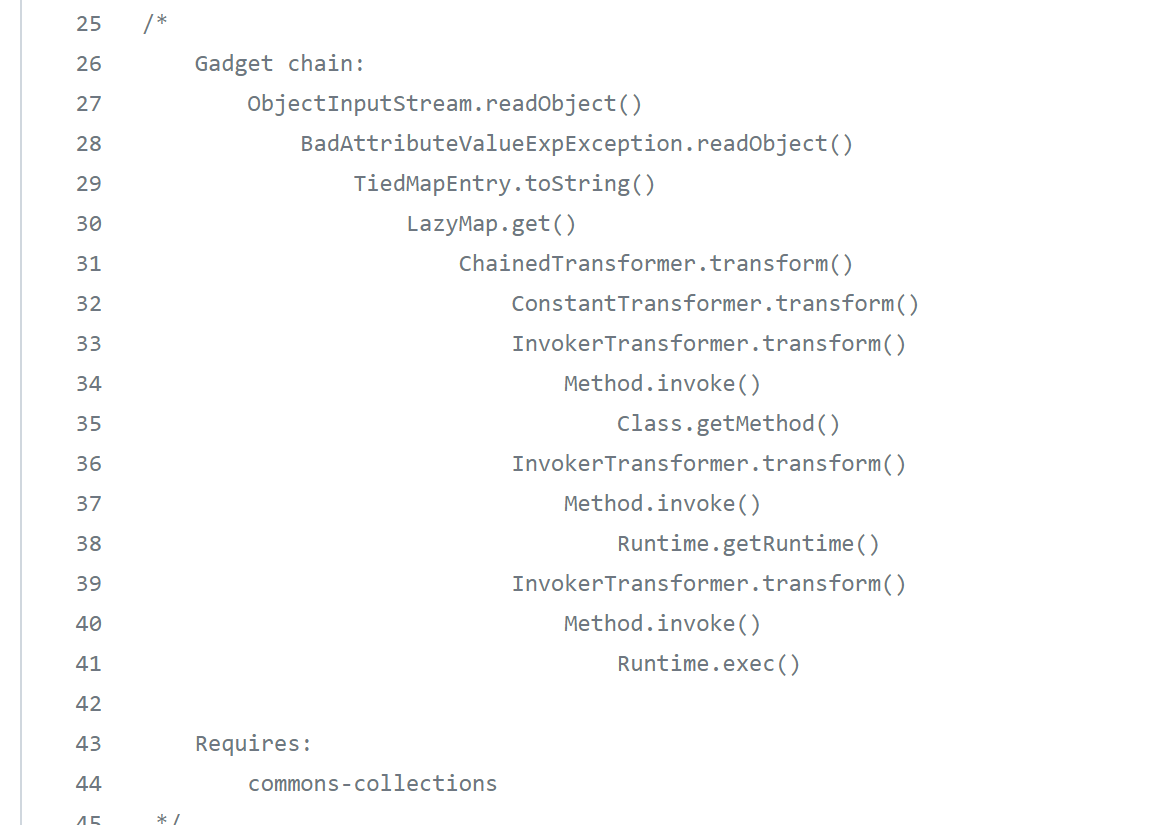 25 /*
26     Gadget chain:
27         ObjectInputStream.readObject()
28             BadAttributeValueExpException.readObject()
29                 TiedMapEntry.toString()
30                     LazyMap.get()
31                         ChainedTransformer.transform()
32                             ConstantTransformer.transform()
33                             InvokerTransformer.transform()
34                                 Method.invoke()
35                                     Class.getMethod()
36                             InvokerTransformer.transform()
37                                 Method.invoke()
38                                     Runtime.getRuntime()
39                             InvokerTransformer.transform()
40                                 Method.invoke()
41                                     Runtime.exec()
42
43     Requires:
44         commons-collections
45  */